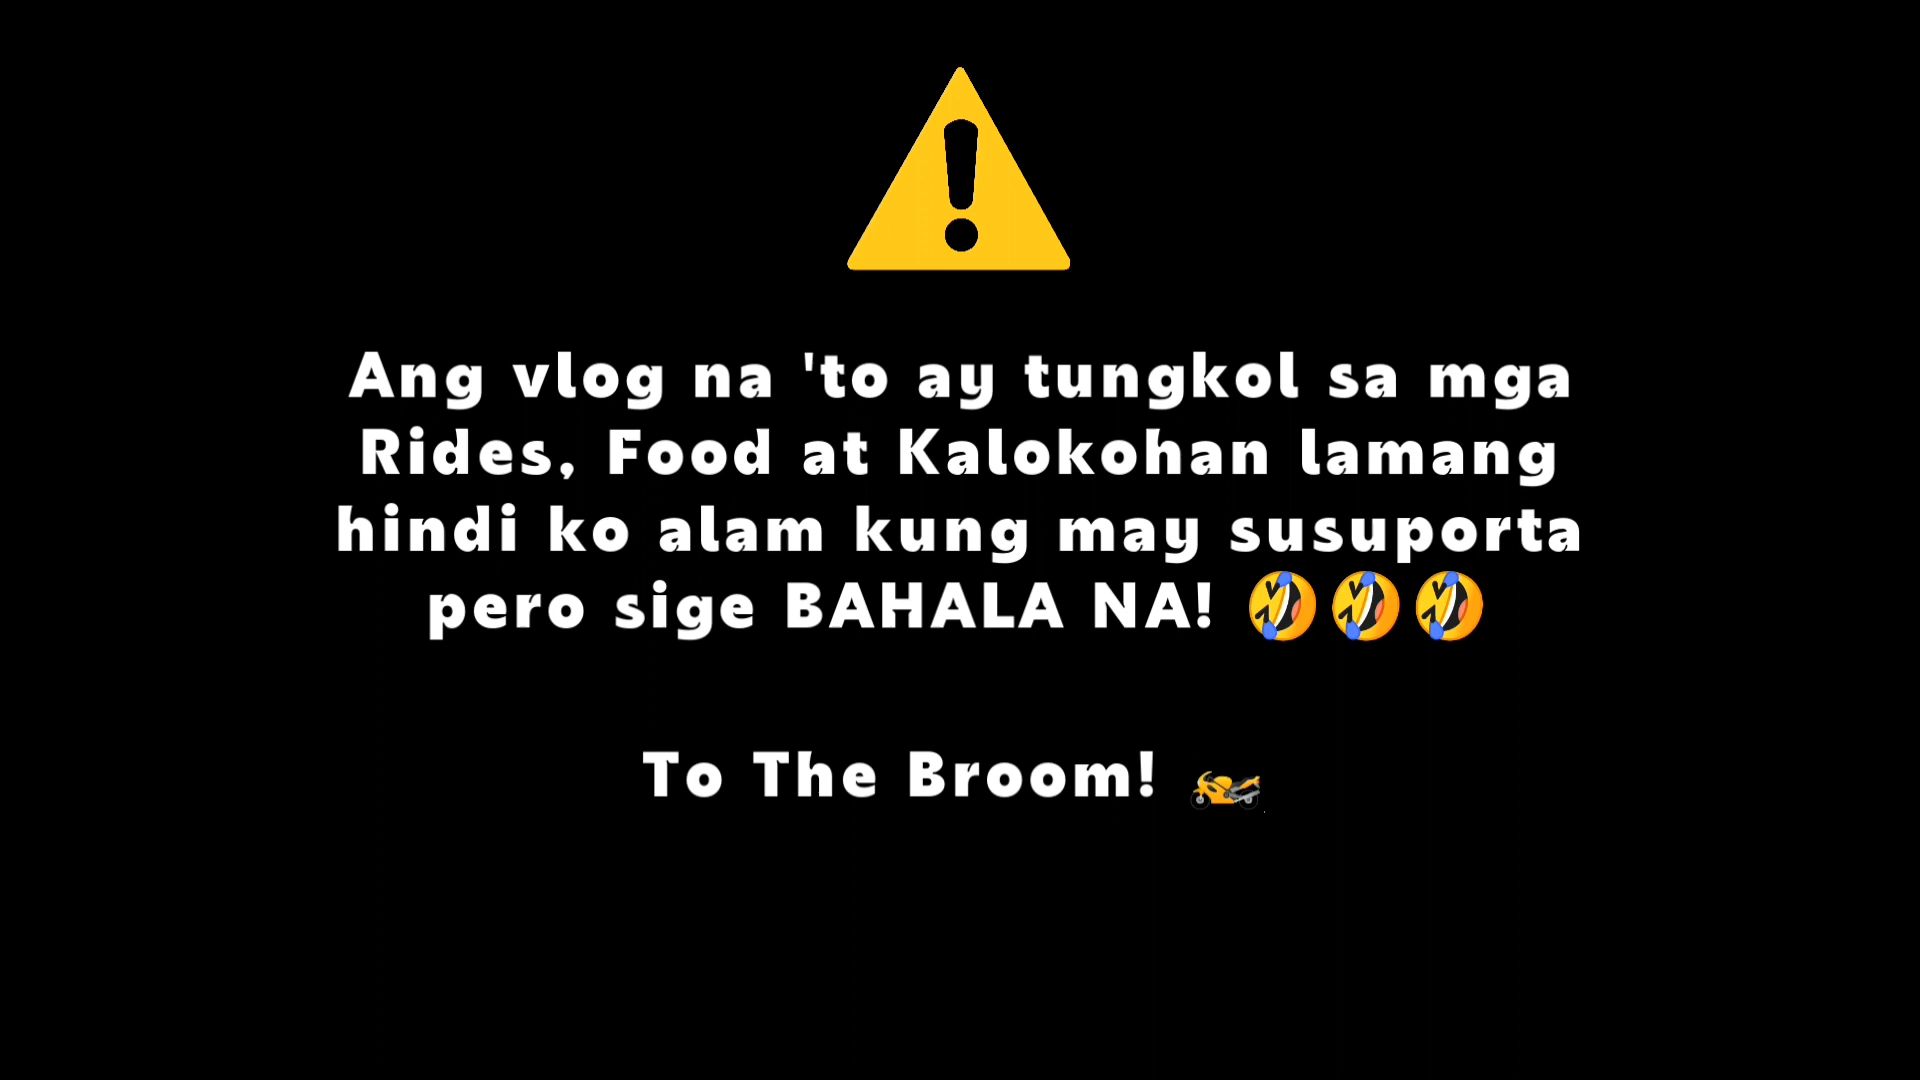 Ang vlog na 'to ay tungkol sa mga
Rides, Food at Kalokohan lamang
hindi ko alam kung may susuporta
pero sige BAHALA NA! 🤣🤣🤣
To The Broom! 🏍️